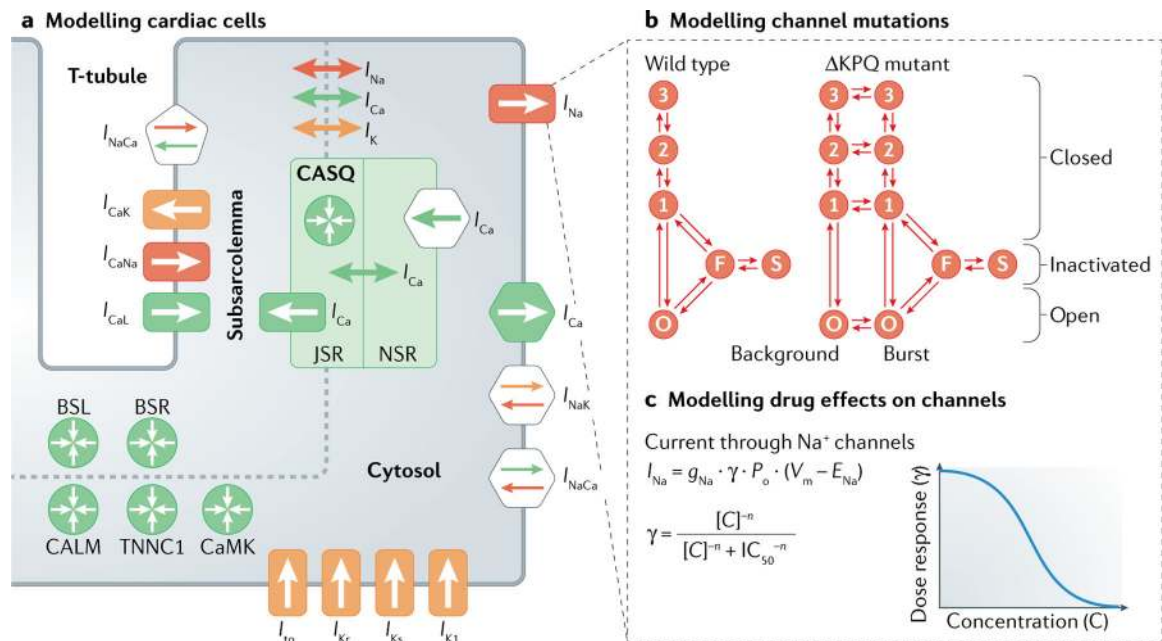 a Modelling cardiac cells
T-tubule
I_NaCa
I_CaK
I_CaNa
I_CaL
Subsarcolemma
I_Na
I_Ca
I_K
CASQ
I_Ca
I_Ca
I_Ca
JSR
NSR
I_Na
I_Ca
I_NaK
I_NaCa
Cytosol
BSL
BSR
CALM
TNNC1
CaMK
I_to
I_Kr
I_Ks
I_K1
b Modelling channel mutations
Wild type
ΔKPQ mutant
3
2
1
F
S
O
3 3
2 2
1 1
F
S
O O
Closed
Inactivated
Open
Background
Burst
c Modelling drug effects on channels
Current through Na⁺ channels
I_Na = g_Na · γ · P_o · (V_m − E_Na)
γ = [C]⁻ⁿ / [C]⁻ⁿ + IC₅₀⁻ⁿ
Dose response (γ)
Concentration (C)